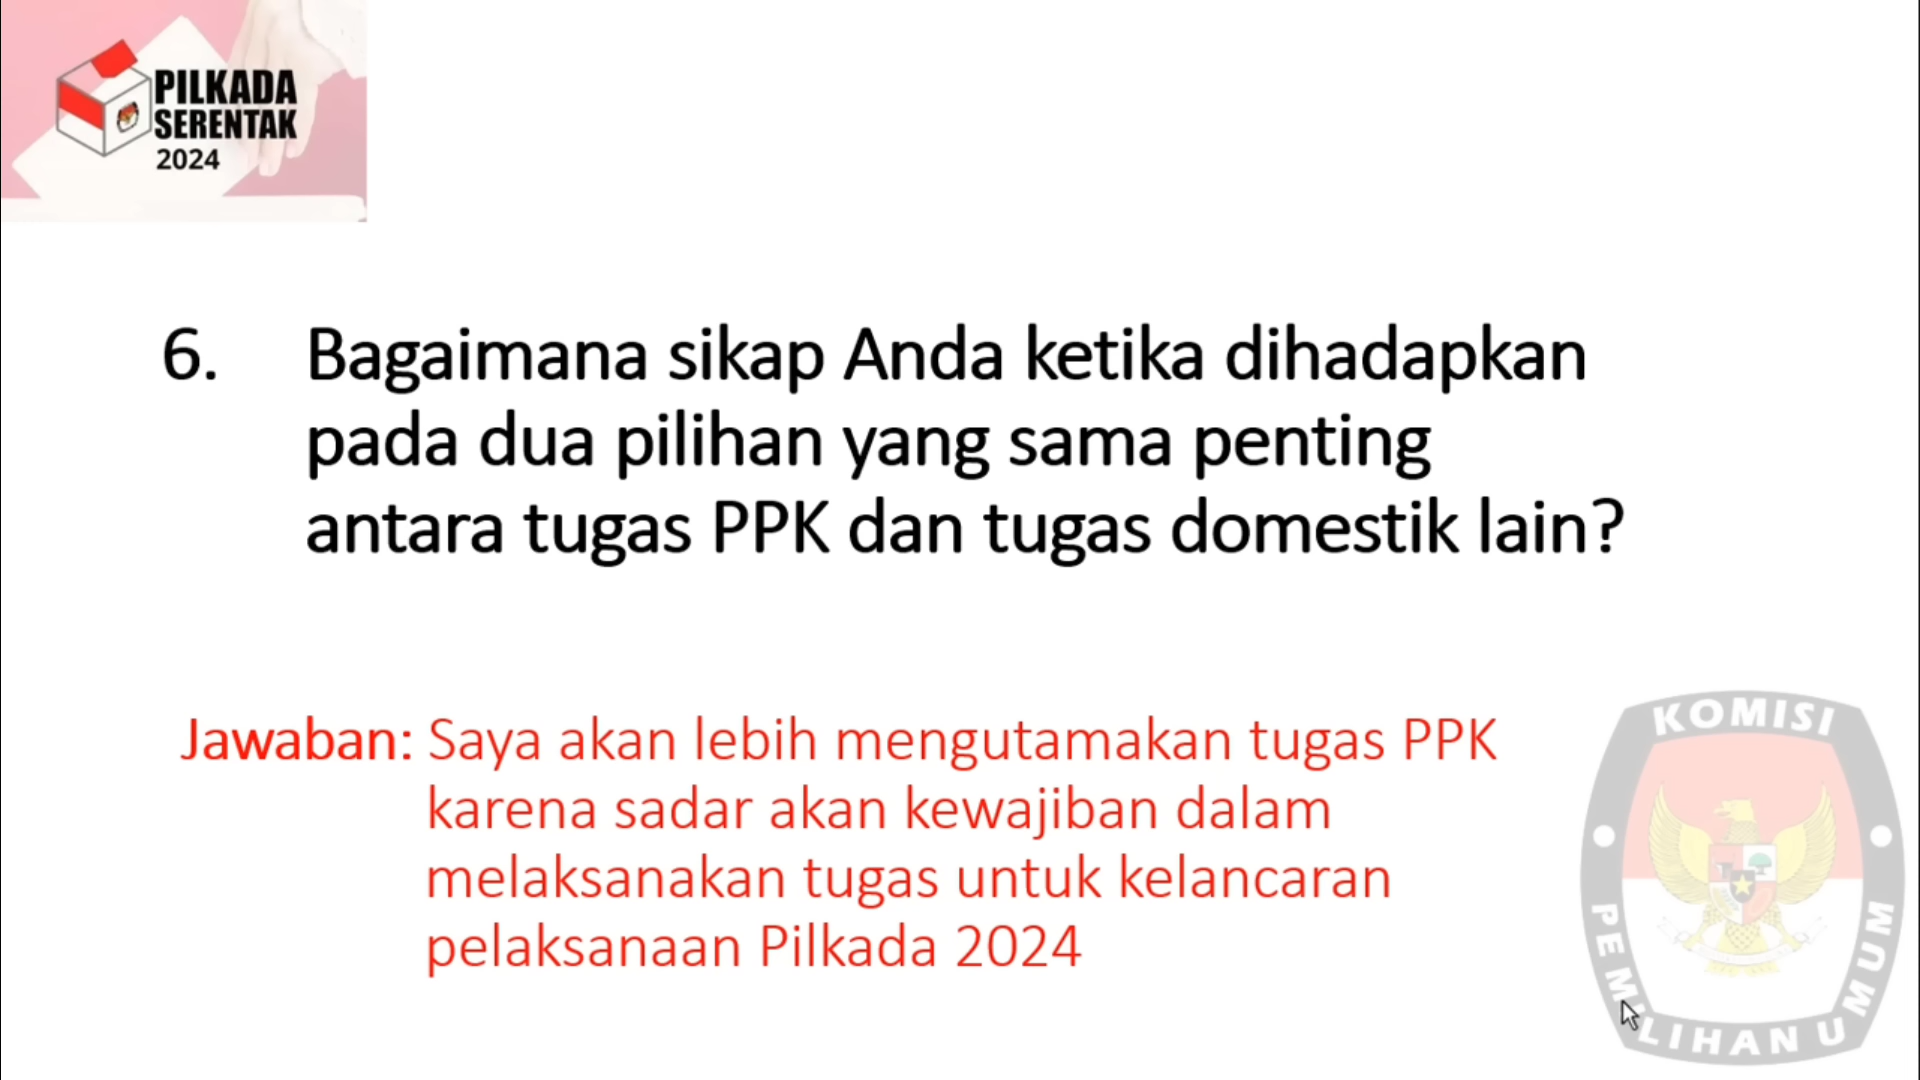 PILKADA
SERENTAK
2024
6. Bagaimana sikap Anda ketika dihadapkan
pada dua pilihan yang sama penting
antara tugas PPK dan tugas domestik lain?
Jawaban: Saya akan lebih mengutamakan tugas PPK
karena sadar akan kewajiban dalam
melaksanakan tugas untuk kelancaran
pelaksanaan Pilkada 2024
KOMISI
PEMILIHAN UMUM